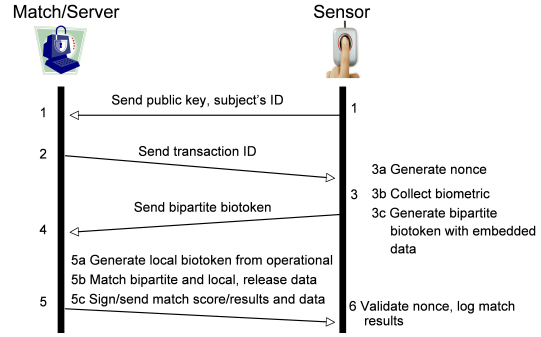 Match/Server
Sensor
Send public key, subject's ID
1
1
2
Send transaction ID
3a Generate nonce
3
3b Collect biometric
Send bipartite biotoken
3c Generate bipartite
biotoken with embedded
data
4
5a Generate local biotoken from operational
5b Match bipartite and local, release data
5c Sign/send match score/results and data
5
6 Validate nonce, log match
results